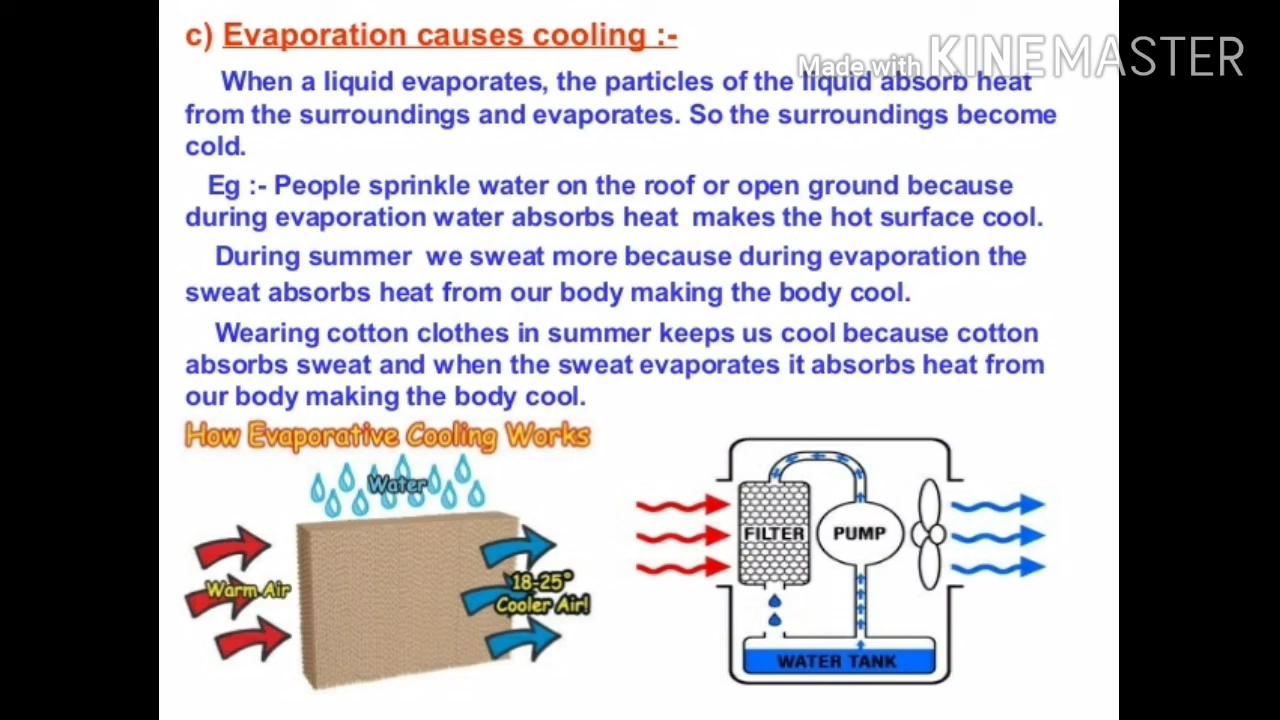 c) Evaporation causes cooling :-
Made with KINEMASTER
When a liquid evaporates, the particles of the liquid absorb heat
from the surroundings and evaporates. So the surroundings become
cold.
Eg :- People sprinkle water on the roof or open ground because
during evaporation water absorbs heat makes the hot surface cool.
During summer we sweat more because during evaporation the
sweat absorbs heat from our body making the body cool.
Wearing cotton clothes in summer keeps us cool because cotton
absorbs sweat and when the sweat evaporates it absorbs heat from
our body making the body cool.
How Evaporative Cooling Works
Water
Warm Air
18-25°
Cooler Air!
FILTER
PUMP
WATER TANK